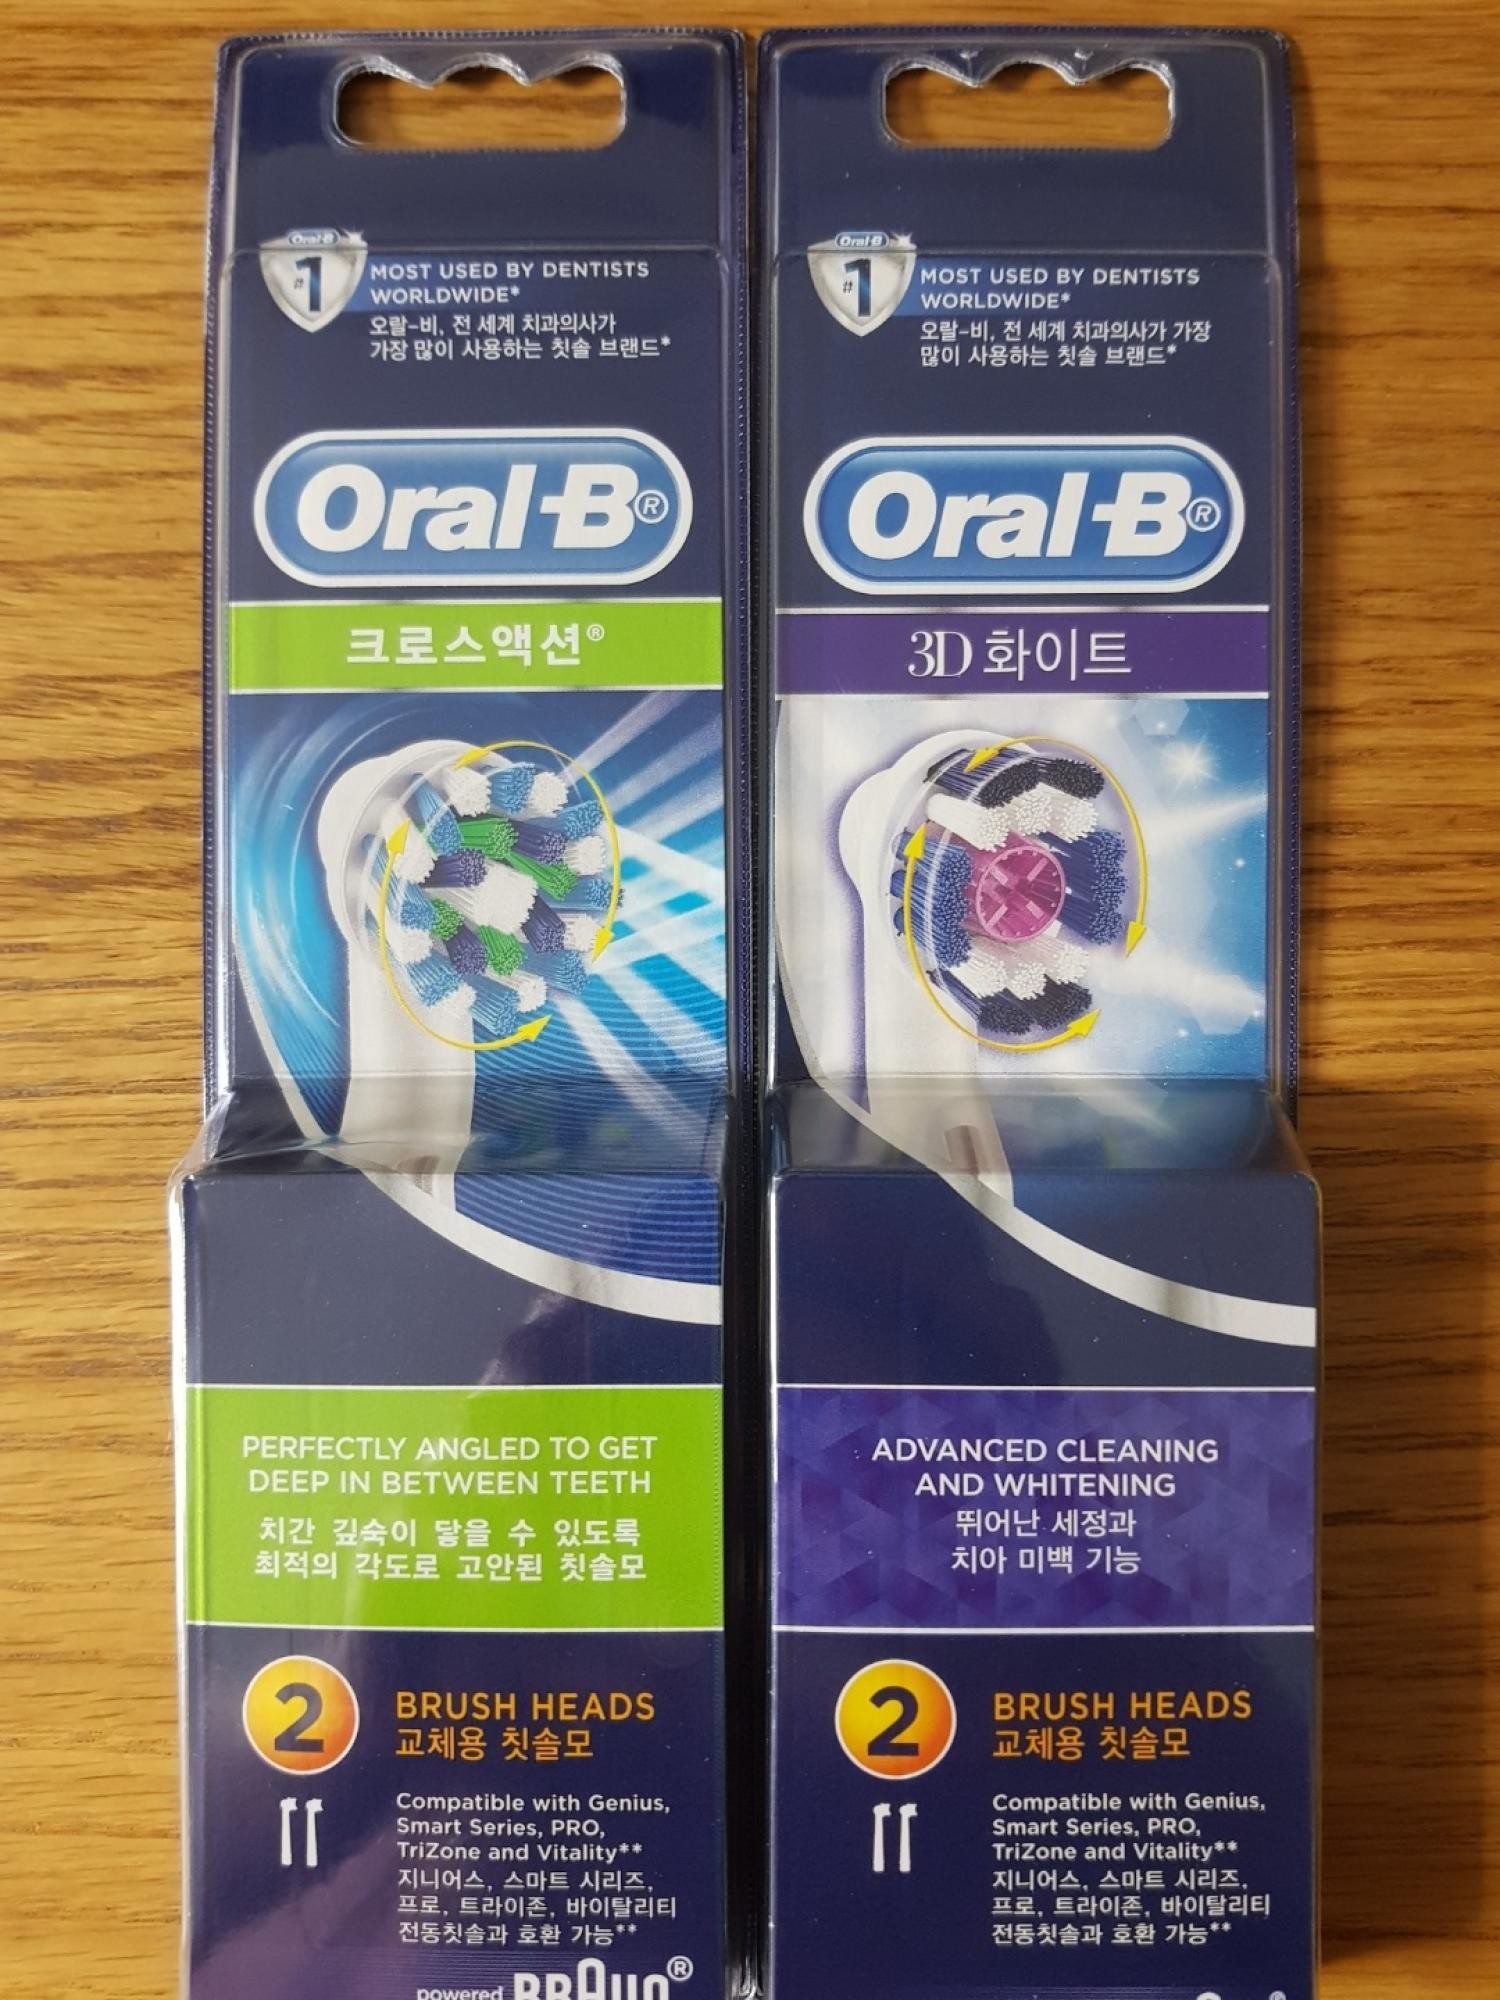 Oral-B
#1
MOST USED BY DENTISTS
WORLDWIDE*
오랄-비, 전 세계 치과의사가
가장 많이 사용하는 칫솔 브랜드*
Oral-B®
크로스액션®
PERFECTLY ANGLED TO GET
DEEP IN BETWEEN TEETH
치간 깊숙이 닿을 수 있도록
최적의 각도로 고안된 칫솔모
2
BRUSH HEADS
교체용 칫솔모
Compatible with Genius,
Smart Series, PRO,
TriZone and Vitality**
지니어스, 스마트 시리즈,
프로, 트라이존, 바이탈리티
전동칫솔과 호환 가능**
powered BRAUN®
Oral-B
#1
MOST USED BY DENTISTS
WORLDWIDE*
오랄-비, 전 세계 치과의사가 가장
많이 사용하는 칫솔 브랜드*
Oral-B®
3D 화이트
ADVANCED CLEANING
AND WHITENING
뛰어난 세정과
치아 미백 기능
2
BRUSH HEADS
교체용 칫솔모
Compatible with Genius,
Smart Series, PRO,
TriZone and Vitality**
지니어스, 스마트 시리즈,
프로, 트라이존, 바이탈리티
전동칫솔과 호환 가능**